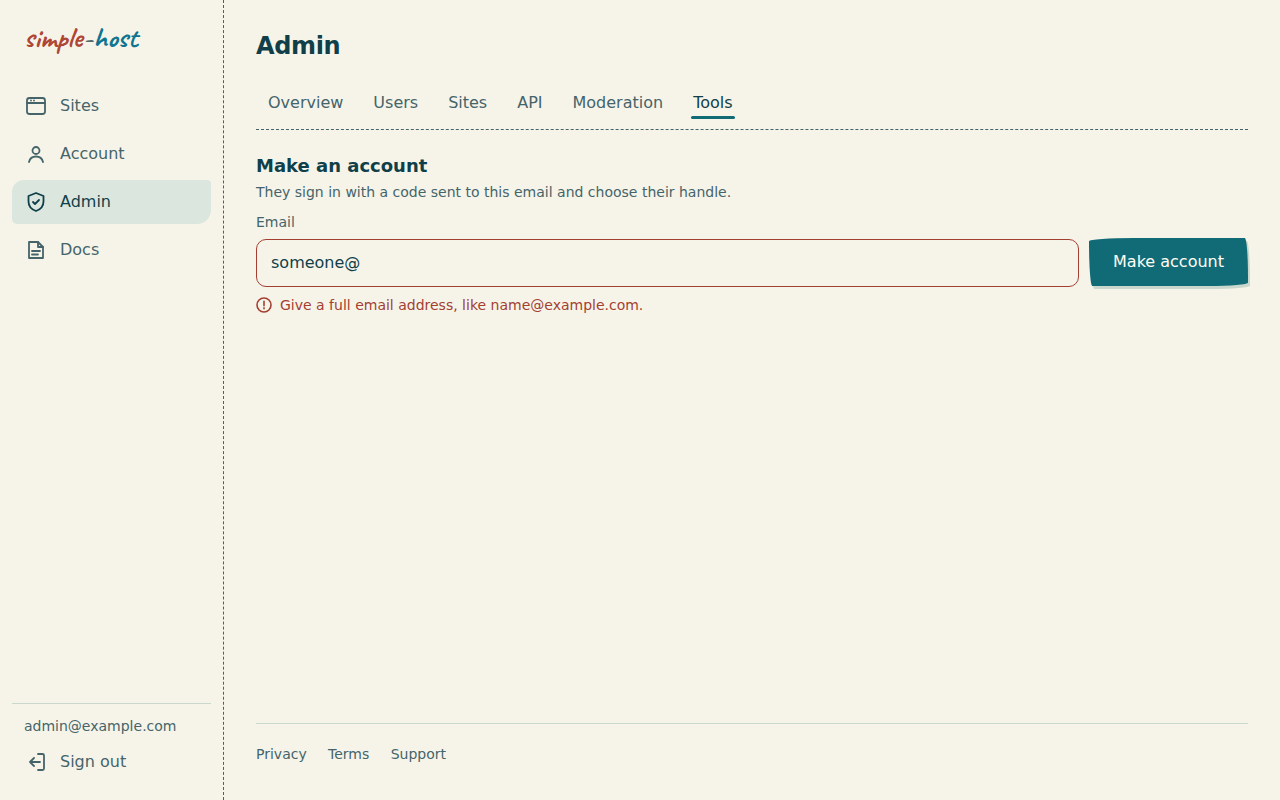 simple-host
Sites
Account
Admin
Docs
admin@example.com
Sign out
Admin
Overview Users Sites API Moderation Tools
Make an account
They sign in with a code sent to this email and choose their handle.
Email
someone@
Make account
Give a full email address, like name@example.com.
Privacy Terms Support